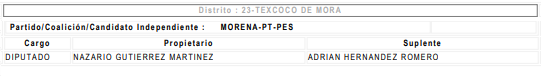 Distrito : 23-TEXCOCO DE MORA
Partido/Coalición/Candidato Independiente : MORENA-PT-PES
Cargo Propietario Suplente
DIPUTADO NAZARIO GUTIERREZ MARTINEZ ADRIAN HERNANDEZ ROMERO